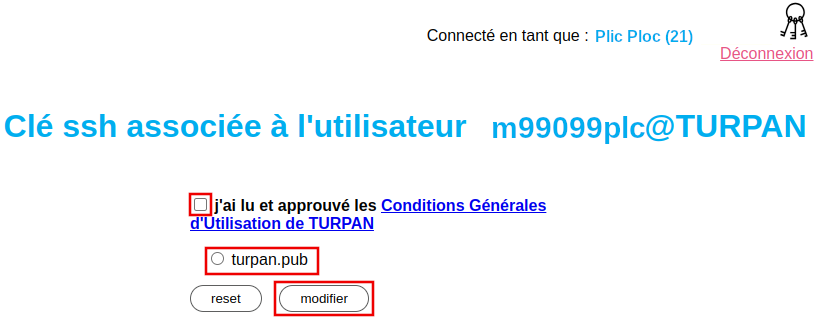 Connecté en tant que : Plic Ploc (21)
Déconnexion
Clé ssh associée à l'utilisateur m99099plc@TURPAN
j'ai lu et approuvé les Conditions Générales
d'Utilisation de TURPAN
turpan.pub
reset modifier